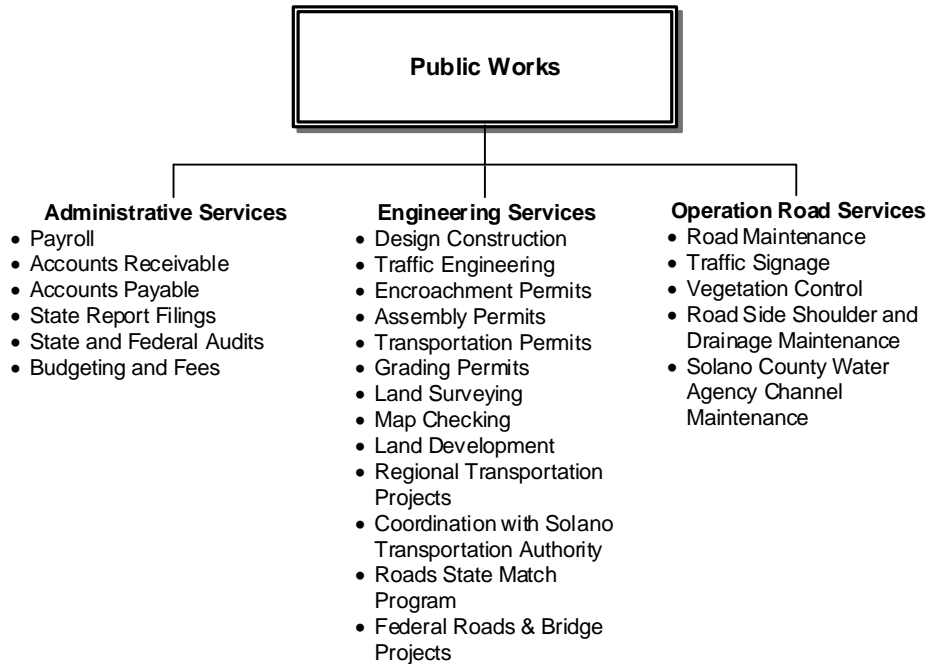 Public Works
Administrative Services
• Payroll
• Accounts Receivable
• Accounts Payable
• State Report Filings
• State and Federal Audits
• Budgeting and Fees
Engineering Services
• Design Construction
• Traffic Engineering
• Encroachment Permits
• Assembly Permits
• Transportation Permits
• Grading Permits
• Land Surveying
• Map Checking
• Land Development
• Regional Transportation
Projects
• Coordination with Solano
Transportation Authority
• Roads State Match
Program
• Federal Roads & Bridge
Projects
Operation Road Services
• Road Maintenance
• Traffic Signage
• Vegetation Control
• Road Side Shoulder and
Drainage Maintenance
• Solano County Water
Agency Channel
Maintenance